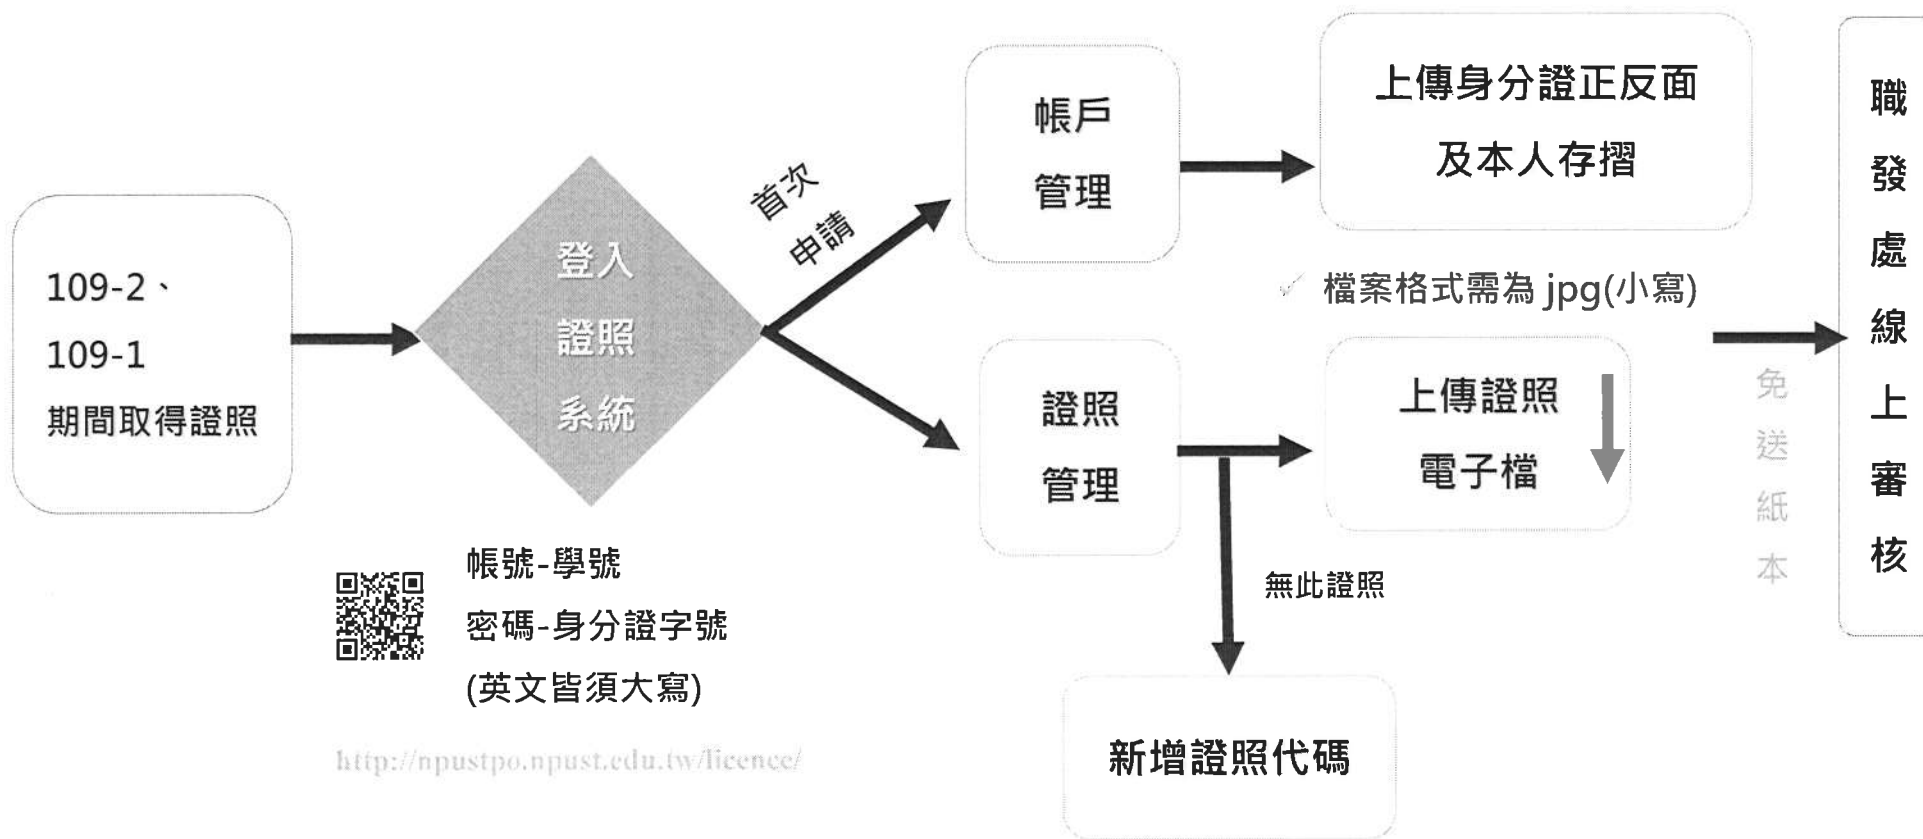 109-2、
109-1
期間取得證照
登入
證照
系統
帳號-學號
密碼-身分證字號
(英文皆須大寫)
http://npustpo.npust.edu.tw/licence/
首次
申請
帳戶
管理
上傳身分證正反面
及本人存摺
檔案格式需為 jpg(小寫)
證照
管理
上傳證照
電子檔
無此證照
新增證照代碼
免送紙本
職發處線上審核